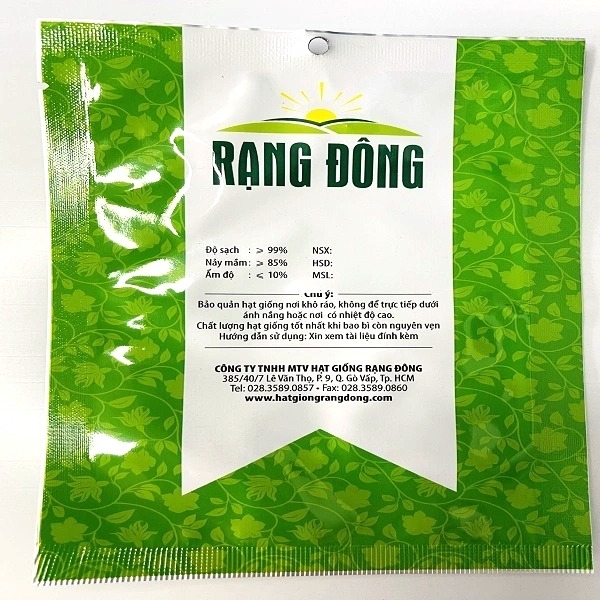 RẠNG ĐÔNG
Độ sạch : ⩾ 99% NSX:
Nảy mầm : ⩾ 85% HSD:
Ẩm độ : ⩽ 10% MSL:
Chú ý:
Bảo quản hạt giống nơi khô ráo, không để trực tiếp dưới
ánh nắng hoặc nơi có nhiệt độ cao.
Chất lượng hạt giống tốt nhất khi bao bì còn nguyên vẹn
Hướng dẫn sử dụng: Xin xem tài liệu đính kèm
CÔNG TY TNHH MTV HẠT GIỐNG RẠNG ĐÔNG
385/40/7 Lê Văn Thọ, P. 9, Q. Gò Vấp, Tp. HCM
Tel: 028.3589.0857 • Fax: 028.3589.0860
www.hatgiongrangdong.com